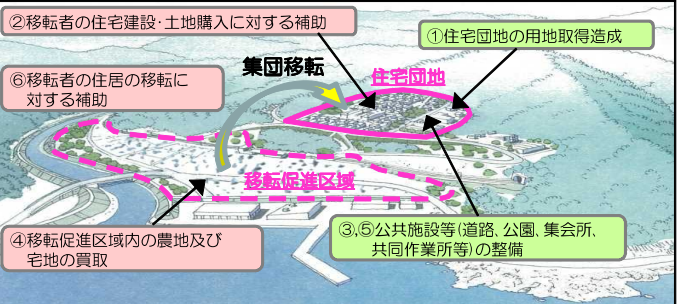 ②移転者の住宅建設・土地購入に対する補助
①住宅団地の用地取得造成
集団移転
住宅団地
⑥移転者の住居の移転に
対する補助
移転促進区域
④移転促進区域内の農地及び
宅地の買取
③,⑤公共施設等(道路、公園、集会所、
共同作業所等)の整備